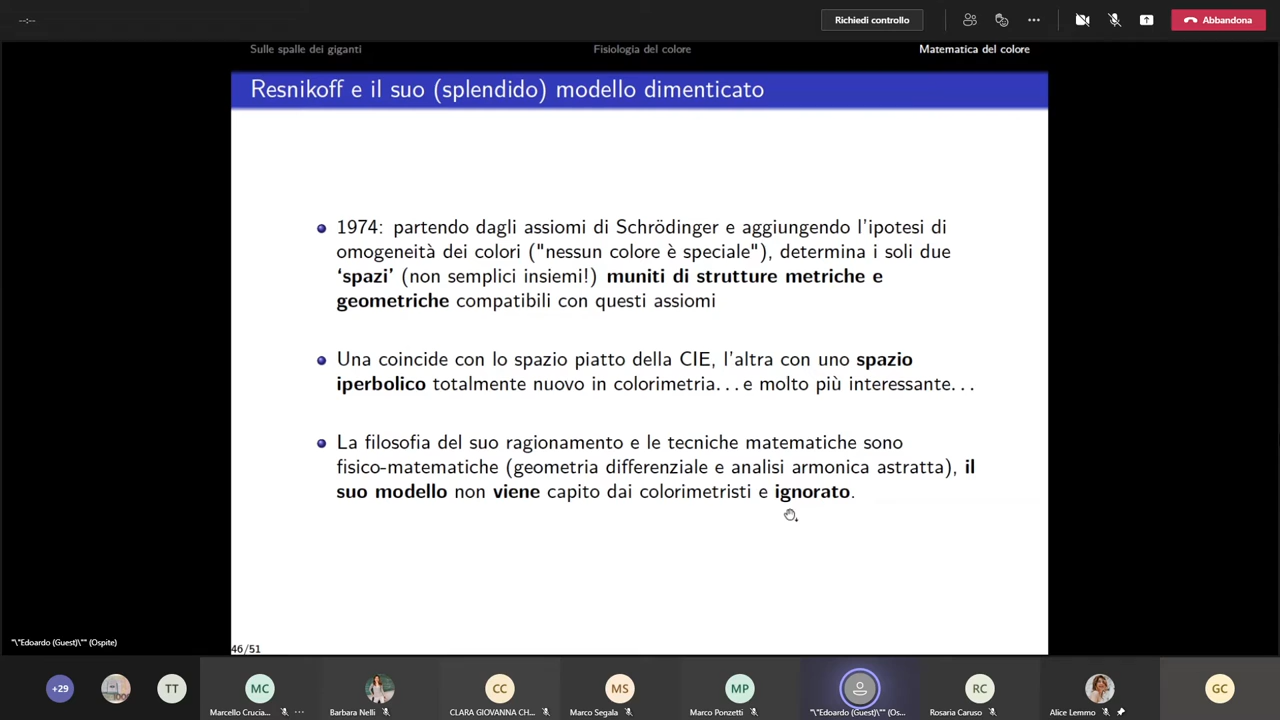 --:--
Richiedi controllo
Abbandona
Sulle spalle dei giganti
Fisiologia del colore
Matematica del colore
Resnikoff e il suo (splendido) modello dimenticato
1974: partendo dagli assiomi di Schrödinger e aggiungendo l'ipotesi di
omogeneità dei colori ("nessun colore è speciale"), determina i soli due
‘spazi’ (non semplici insiemi!) muniti di strutture metriche e
geometriche compatibili con questi assiomi
Una coincide con lo spazio piatto della CIE, l'altra con uno spazio
iperbolico totalmente nuovo in colorimetria...e molto più interessante...
La filosofia del suo ragionamento e le tecniche matematiche sono
fisico-matematiche (geometria differenziale e analisi armonica astratta), il
suo modello non viene capito dai colorimetristi e ignorato.
"\"Edoardo (Guest)\"" (Ospite)
46/51
+29
TT
MC
CC
MS
MP
RC
GC
Marcello Crucia...
Barbara Nelli
CLARA GIOVANNA CH...
Marco Segala
Marco Ponzetti
"\"Edoardo (Guest)\"" (Os...
Rosaria Caruso
Alice Lemmo